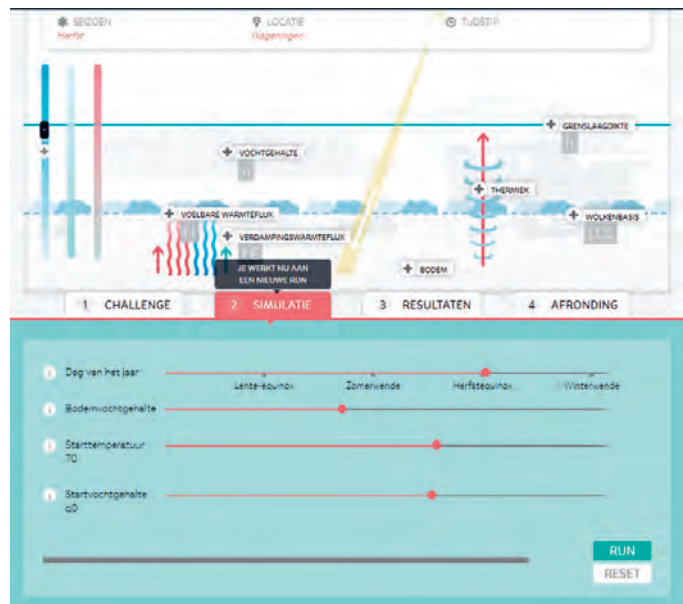 SEIZOEN
Herfst
LOCATIE
Wageningen
TIJDSTIP
GRENSLAAGDIKTE
VOCHTGEHALTE
THERMIEK
VOELBARE WARMTEFLUX
WOLKENBASIS
VERDAMPINGSWARMTEFLUX
BODEM
JE WERKT NU AAN
EEN NIEUWE RUN
1 CHALLENGE
2 SIMULATIE
3 RESULTATEN
4 AFRONDING
Dag van het jaar
Lente-equinox
Zomerwende
Herfstequinox
Winterwende
Bodemvochtgehalte
Starttemperatuur
T0
Startvochtgehalte
q0
RUN
RESET